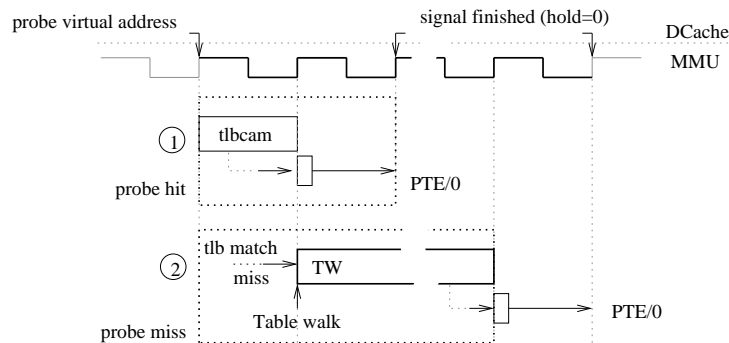 probe virtual address
signal finished (hold=0)
DCache
MMU
1
tlbcam
probe hit
PTE/0
tlb match
2
TW
miss
PTE/0
Table walk
probe miss